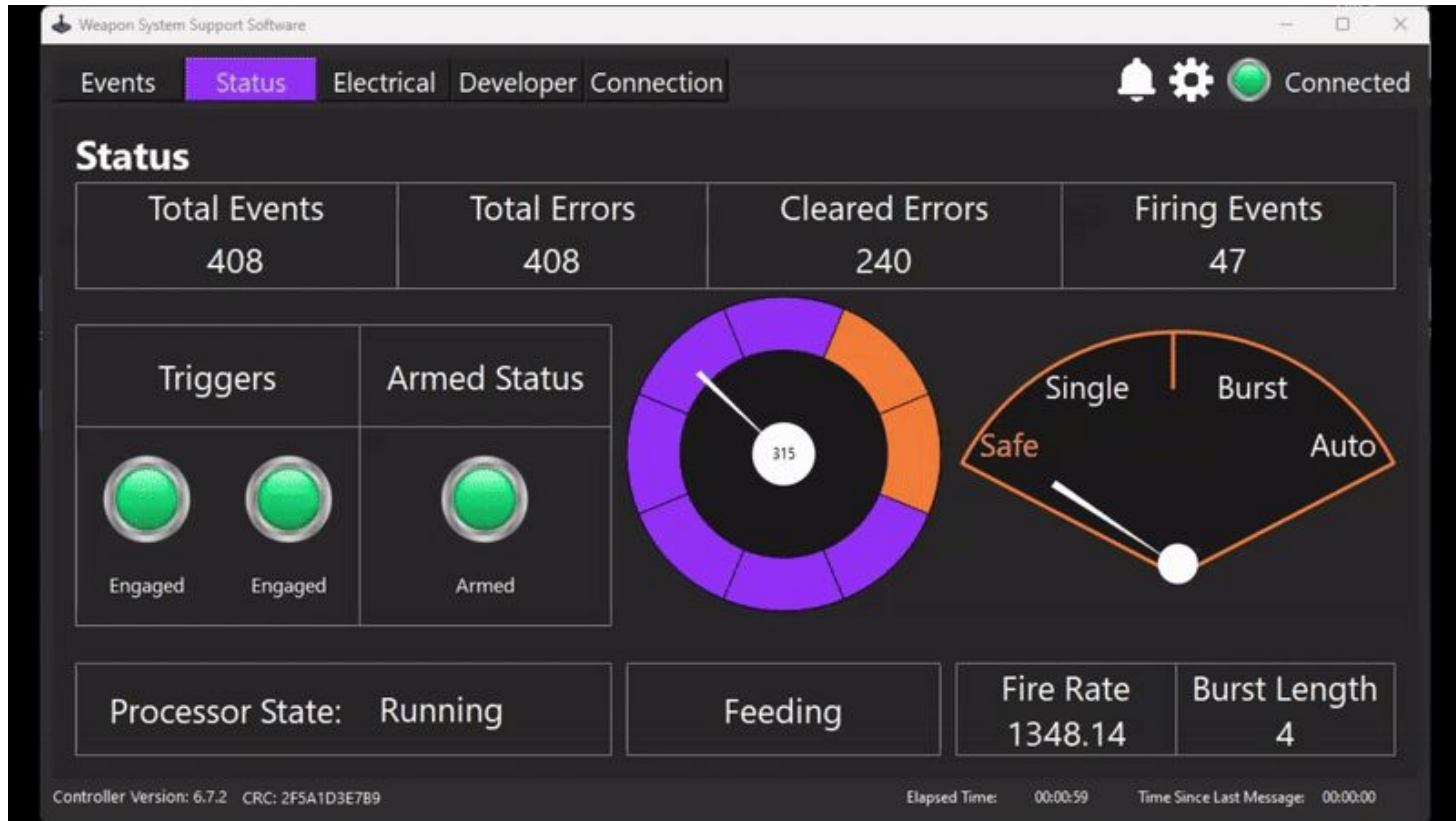 Weapon System Support Software
Events Status Electrical Developer Connection Connected
Status
Total Events Total Errors Cleared Errors Firing Events
408 408 240 47
Triggers Armed Status
Engaged Engaged Armed
315
Single Burst
Safe Auto
Processor State: Running
Feeding
Fire Rate Burst Length
1348.14 4
Controller Version: 6.7.2 CRC: 2F5A1D3E7B9 Elapsed Time: 00:00:59 Time Since Last Message: 00:00:00